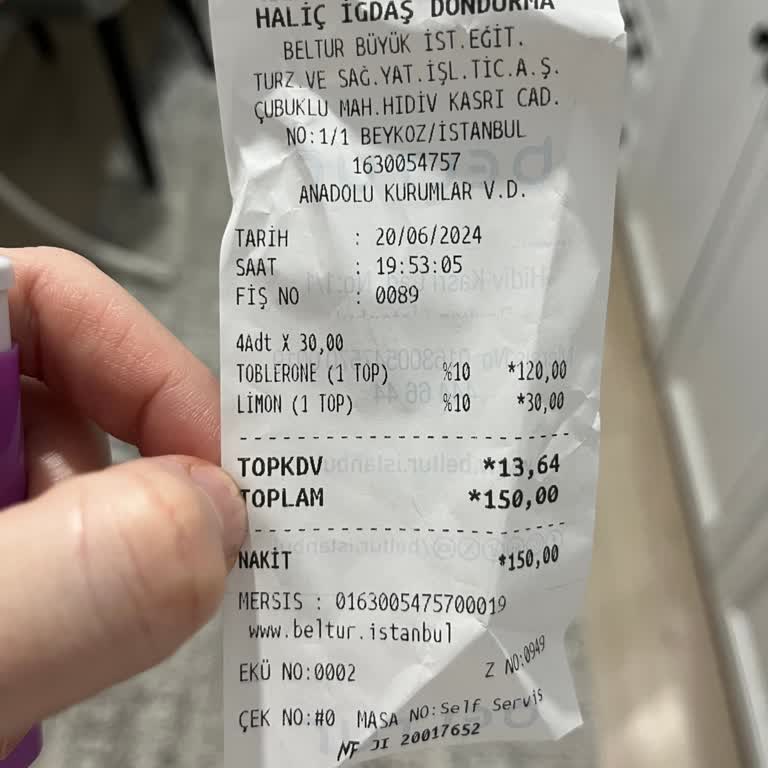 HALİÇ İGDAŞ DONDURMA
BELTUR BÜYÜK İST.EĞİT.
TURZ.VE SAĞ.YAT.İŞL.TİC.A.Ş.
ÇUBUKLU MAH.HIDİV KASRI CAD.
NO:1/1 BEYKOZ/İSTANBUL
1630054757
ANADOLU KURUMLAR V.D.
TARİH : 20/06/2024
SAAT : 19:53:05
FİŞ NO : 0089
4Adt X 30,00
TOBLERONE (1 TOP) %10 *120,00
LİMON (1 TOP) %10 *30,00
TOPKDV *13,64
TOPLAM *150,00
NAKİT *150,00
MERSIS : 0163005475700019
www.beltur.istanbul
EKÜ NO:0002 Z NO:0949
ÇEK NO:#0 MASA NO:Self Servis
MF JI 20017652